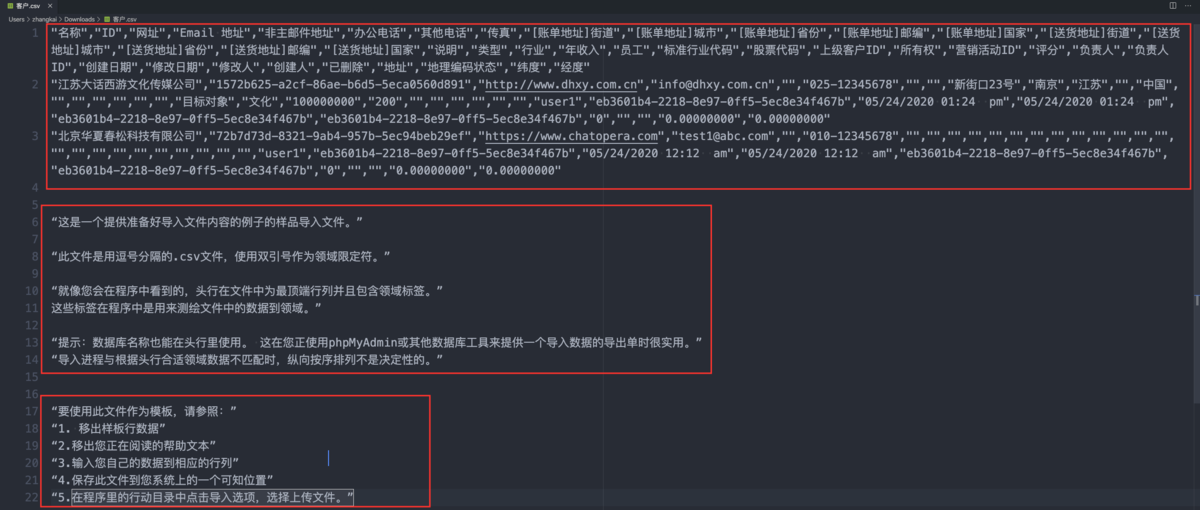 客户.csv ×
Users > zhangkai > Downloads > 客户.csv
1 "名称","ID","网址","Email 地址","非主邮件地址","办公电话","其他电话","传真","[账单地址]街道","[账单地址]城市","[账单地址]省份","[账单地址]邮编","[账单地址]国家","[送货地址]街道","[送货
地址]城市","[送货地址]省份","[送货地址]邮编","[送货地址]国家","说明","类型","行业","年收入","员工","标准行业代码","股票代码","上级客户ID","所有权","营销活动ID","评分","负责人","负责人
ID","创建日期","修改日期","修改人","创建人","已删除","地址","地理编码状态","纬度","经度"
2 "江苏大话西游文化传媒公司","1572b625-a2cf-86ae-b6d5-5eca0560d891","http://www.dhxy.com.cn","info@dhxy.com.cn","","025-12345678","","","新街口23号","南京","江苏","","中国",
"","","","","","","目标对象","文化","100000000","200","","","","","","","user1","eb3601b4-2218-8e97-0ff5-5ec8e34f467b","05/24/2020 01:24  pm","05/24/2020 01:24  pm",
"eb3601b4-2218-8e97-0ff5-5ec8e34f467b","eb3601b4-2218-8e97-0ff5-5ec8e34f467b","0","","","0.00000000","0.00000000"
3 "北京华夏春松科技有限公司","72b7d73d-8321-9ab4-957b-5ec94beb29ef","https://www.chatopera.com","test1@abc.com","","010-12345678","","","","","","","","","","","",
"","","","","","","","","","","user1","eb3601b4-2218-8e97-0ff5-5ec8e34f467b","05/24/2020 12:12  am","05/24/2020 12:12  am","eb3601b4-2218-8e97-0ff5-5ec8e34f467b",
"eb3601b4-2218-8e97-0ff5-5ec8e34f467b","0","","","0.00000000","0.00000000"
4
5
6 “这是一个提供准备好导入文件内容的例子的样品导入文件。”
7
8 “此文件是用逗号分隔的.csv文件，使用双引号作为领域限定符。”
9
10 “就像您会在程序中看到的，头行在文件中为最顶端行列并且包含领域标签。”
11 这些标签在程序中是用来测绘文件中的数据到领域。”
12
13 “提示：数据库名称也能在头行里使用。 这在您正使用phpMyAdmin或其他数据库工具来提供一个导入数据的导出单时很实用。”
14 “导入进程与根据头行合适领域数据不匹配时，纵向按序排列不是决定性的。”
15
16
17 “要使用此文件作为模板，请参照：”
18 “1. 移出样板行数据”
19 “2.移出您正在阅读的帮助文本”
20 “3.输入您自己的数据到相应的行列”
21 “4.保存此文件到您系统上的一个可知位置”
22 “5.在程序里的行动目录中点击导入选项，选择上传文件。”